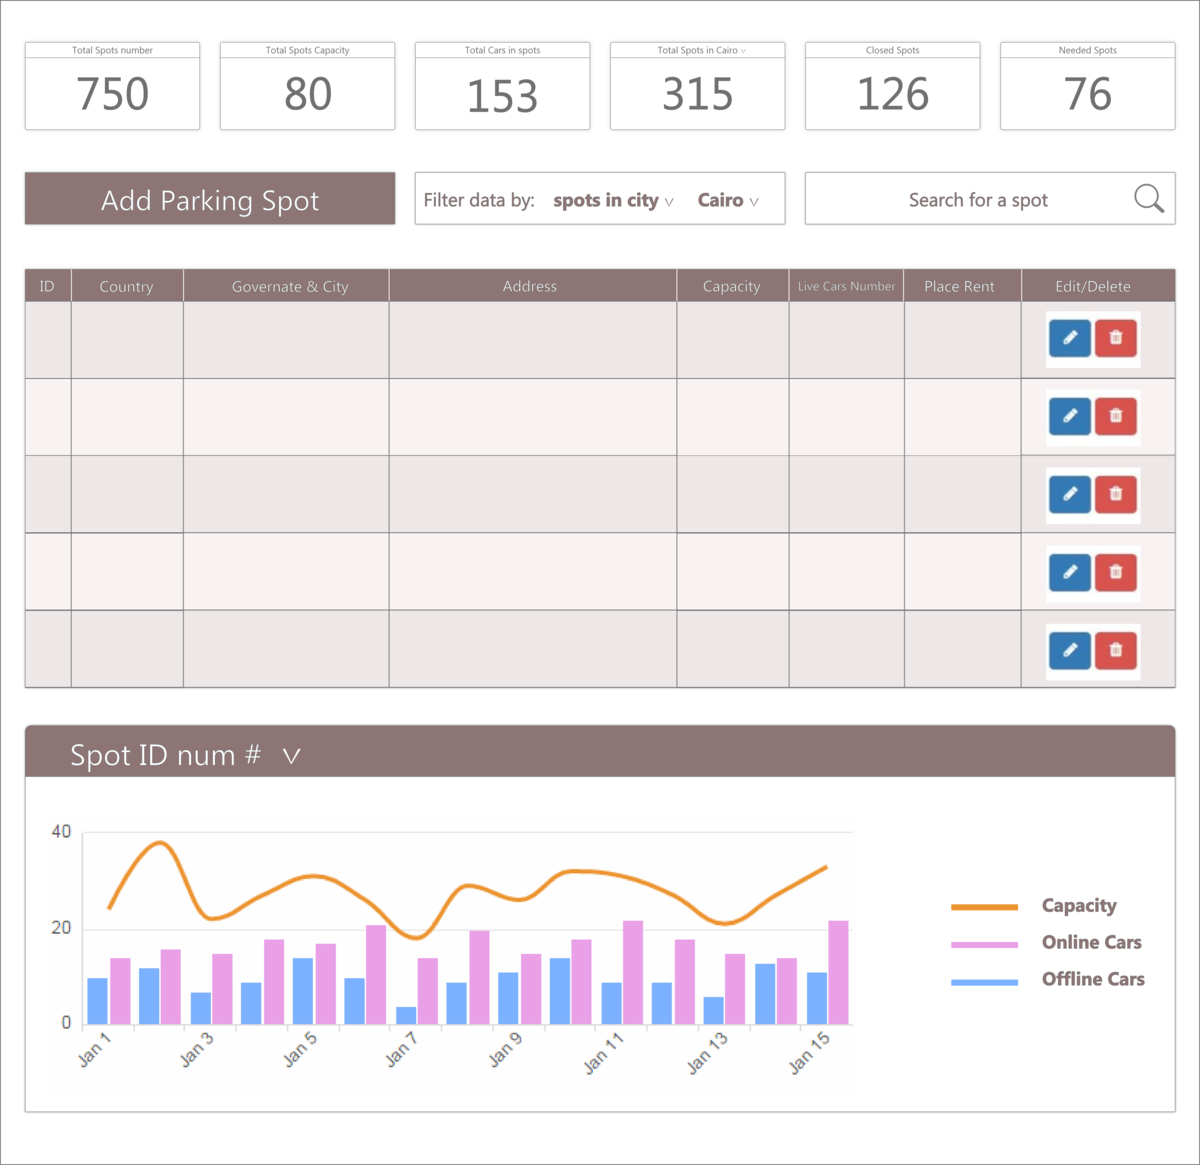 Total Spots number
750
Total Spots Capacity
80
Total Cars in spots
153
Total Spots in Cairo
315
Closed Spots
126
Needed Spots
76
Add Parking Spot
Filter data by: spots in city Cairo
Search for a spot
ID Country Governate & City Address Capacity Live Cars Number Place Rent Edit/Delete
Spot ID num #
40
20
0
Jan 1 Jan 3 Jan 5 Jan 7 Jan 9 Jan 11 Jan 13 Jan 15
Capacity
Online Cars
Offline Cars